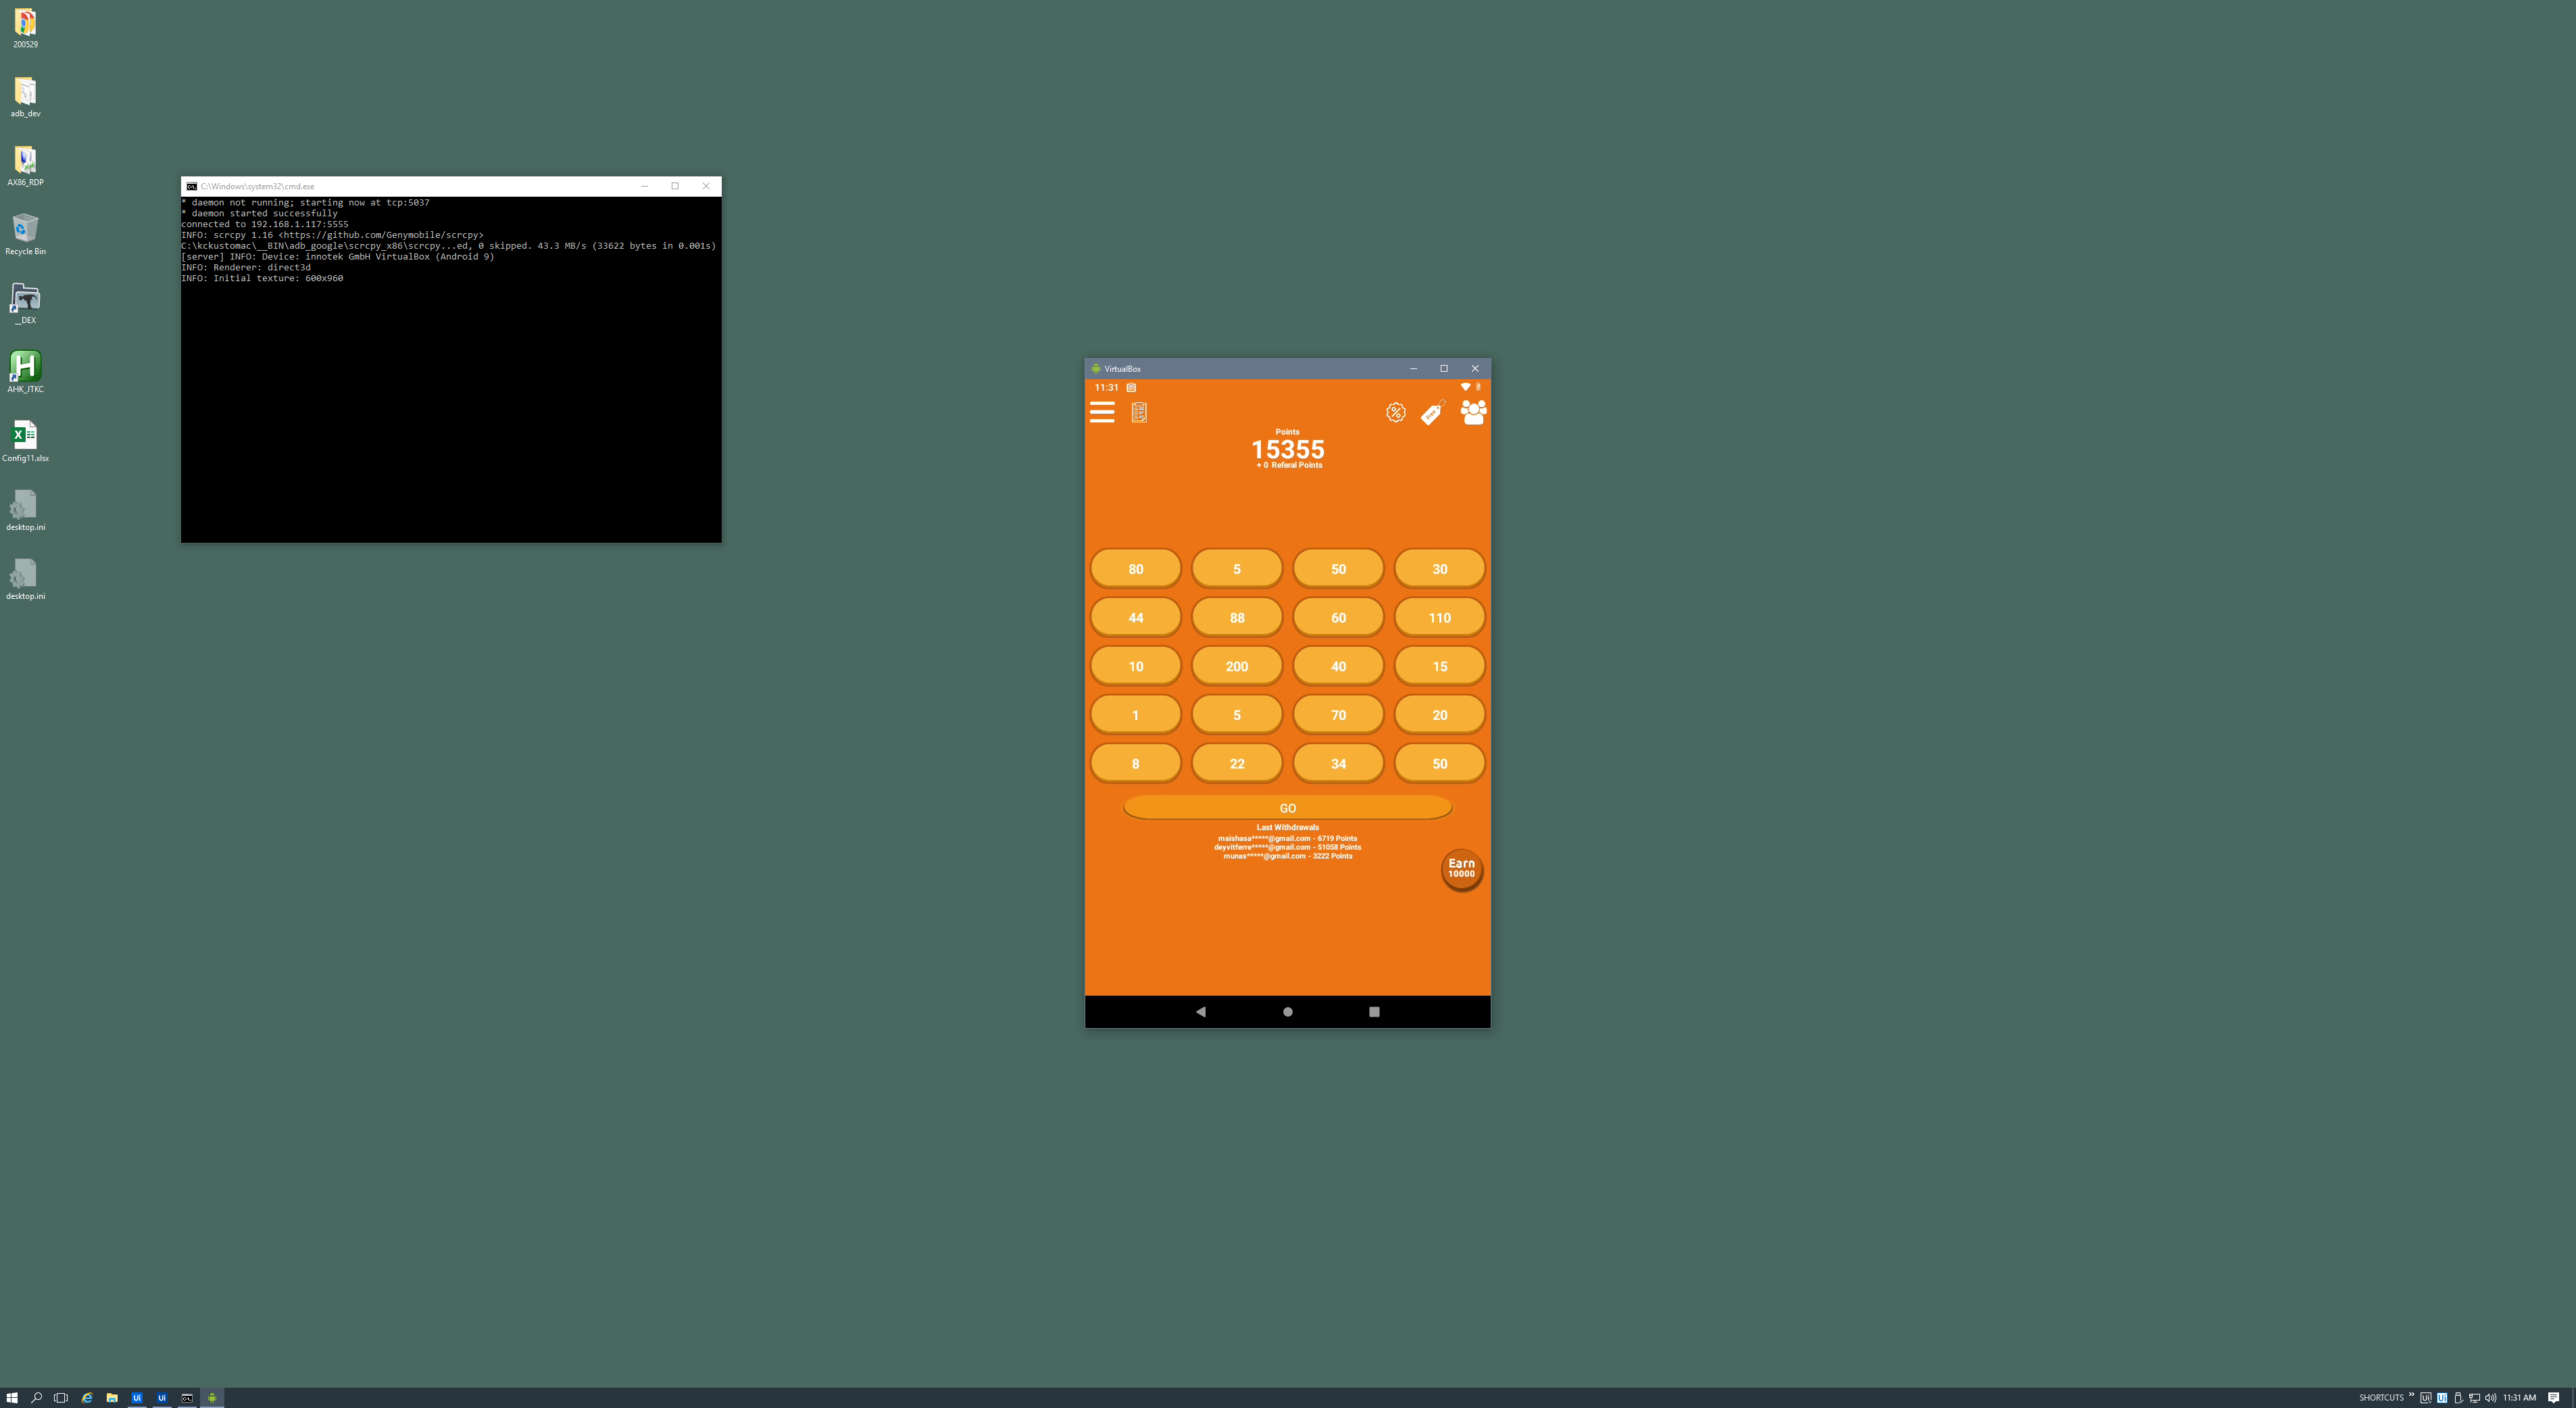 200529
adb_dev
AX86_RDP
Recycle Bin
__DEX
AHK_JTKC
Config11.xlsx
desktop.ini
desktop.ini
C:\Windows\system32\cmd.exe
* daemon not running; starting now at tcp:5037
* daemon started successfully
connected to 192.168.1.117:5555
INFO: scrcpy 1.16 <https://github.com/Genymobile/scrcpy>
C:\kckustomac\__BIN\adb_google\scrcpy_x86\scrcpy...ed, 0 skipped. 43.3 MB/s (33622 bytes in 0.001s)
[server] INFO: Device: innotek GmbH VirtualBox (Android 9)
INFO: Renderer: direct3d
INFO: Initial texture: 600x960
VirtualBox
11:31
Points
15355
+ 0 Referal Points
80 5 50 30
44 88 60 110
10 200 40 15
1 5 70 20
8 22 34 50
GO
Last Withdrawals
maishasa*****@gmail.com - 6719 Points
deyvitferre*****@gmail.com - 51058 Points
munas*****@gmail.com - 3222 Points
Earn
10000
SHORTCUTS
11:31 AM